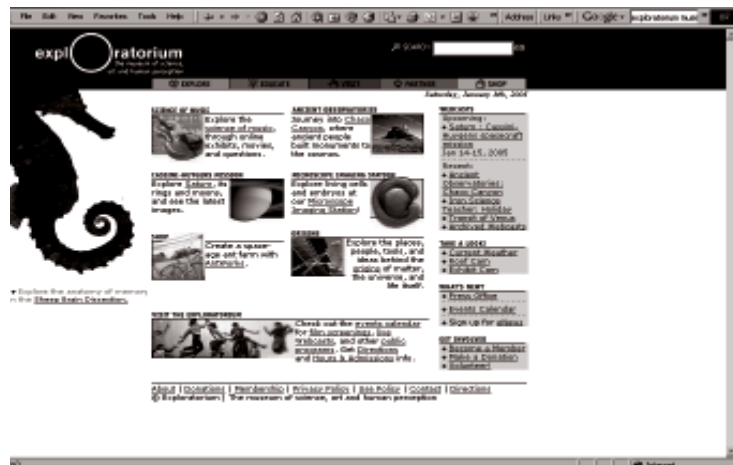 File Edit View Favorites Tools Help
Address Links Google exploratorium
explOratorium
The museum of science,
art and human perception
SEARCH
EXPLORE EDUCATE VISIT PARTNER SHOP
Saturday, January 8th, 2005
SCIENCE OF MUSIC
Explore the
science of music,
through online
exhibits, movies,
and questions.
ANCIENT OBSERVATORIES
Journey into Chaco
Canyon, where
ancient people
built monuments to
the cosmos.
CASSINI-HUYGENS MISSION
Explore Saturn, its
rings and moons,
and see the latest
images.
MICROSCOPE IMAGING STATION
Explore living cells
and embryos at
our Microscope
Imaging Station!
SHOP
Create a space-
age ant farm with
AntWorks.
ORIGINS
Explore the places,
people, tools, and
ideas behind the
origins of matter,
the universe, and
life itself.
Explore the anatomy of memory
in the Sheep Brain Dissection.
VISIT THE EXPLORATORIUM
Check out the events calendar
for film screenings, live
Webcasts, and other public
programs. Get Directions
and Hours & Admissions info.
WEBCASTS
Upcoming:
+ Saturn : Cassini-
Huygens spacecraft
mission
Jan 14-15, 2005
Recent:
+ Ancient
Observatories:
Chaco Canyon
+ Iron Science
Teacher: Holiday
+ Transit of Venus
+ Archived Webcasts
TAKE A LOOK!
+ Current Weather
+ Roof Cam
+ Exhibit Cam
WHAT'S NEW?
+ Press Office
+ Events Calendar
+ Sign up for eNews
GET INVOLVED
+ Become a Member
+ Make a Donation
+ Volunteer!
About | Donations | Membership | Privacy Policy | Use Policy | Contact | Directions
© Exploratorium | The museum of science, art and human perception
Internet